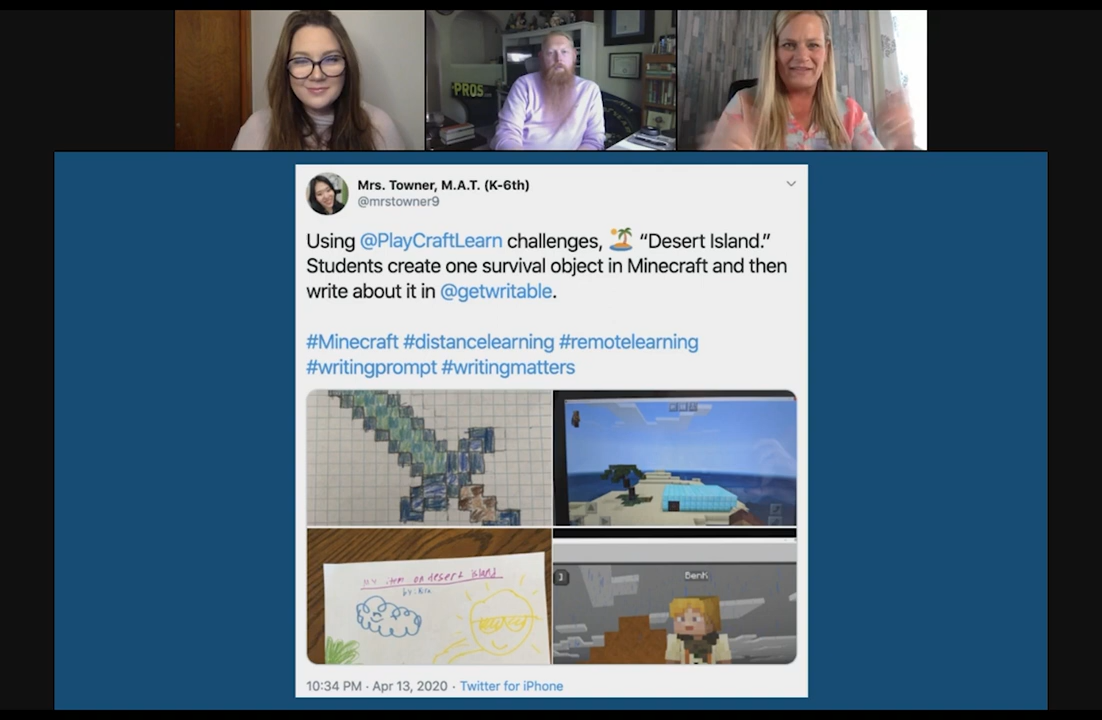 PROS
Mrs. Towner, M.A.T. (K-6th)
@mrstowner9
Using @PlayCraftLearn challenges, 🏝 “Desert Island.”
Students create one survival object in Minecraft and then
write about it in @getwritable.
#Minecraft #distancelearning #remotelearning
#writingprompt #writingmatters
My item on desert island
by: Kira
BenK
10:34 PM · Apr 13, 2020 · Twitter for iPhone